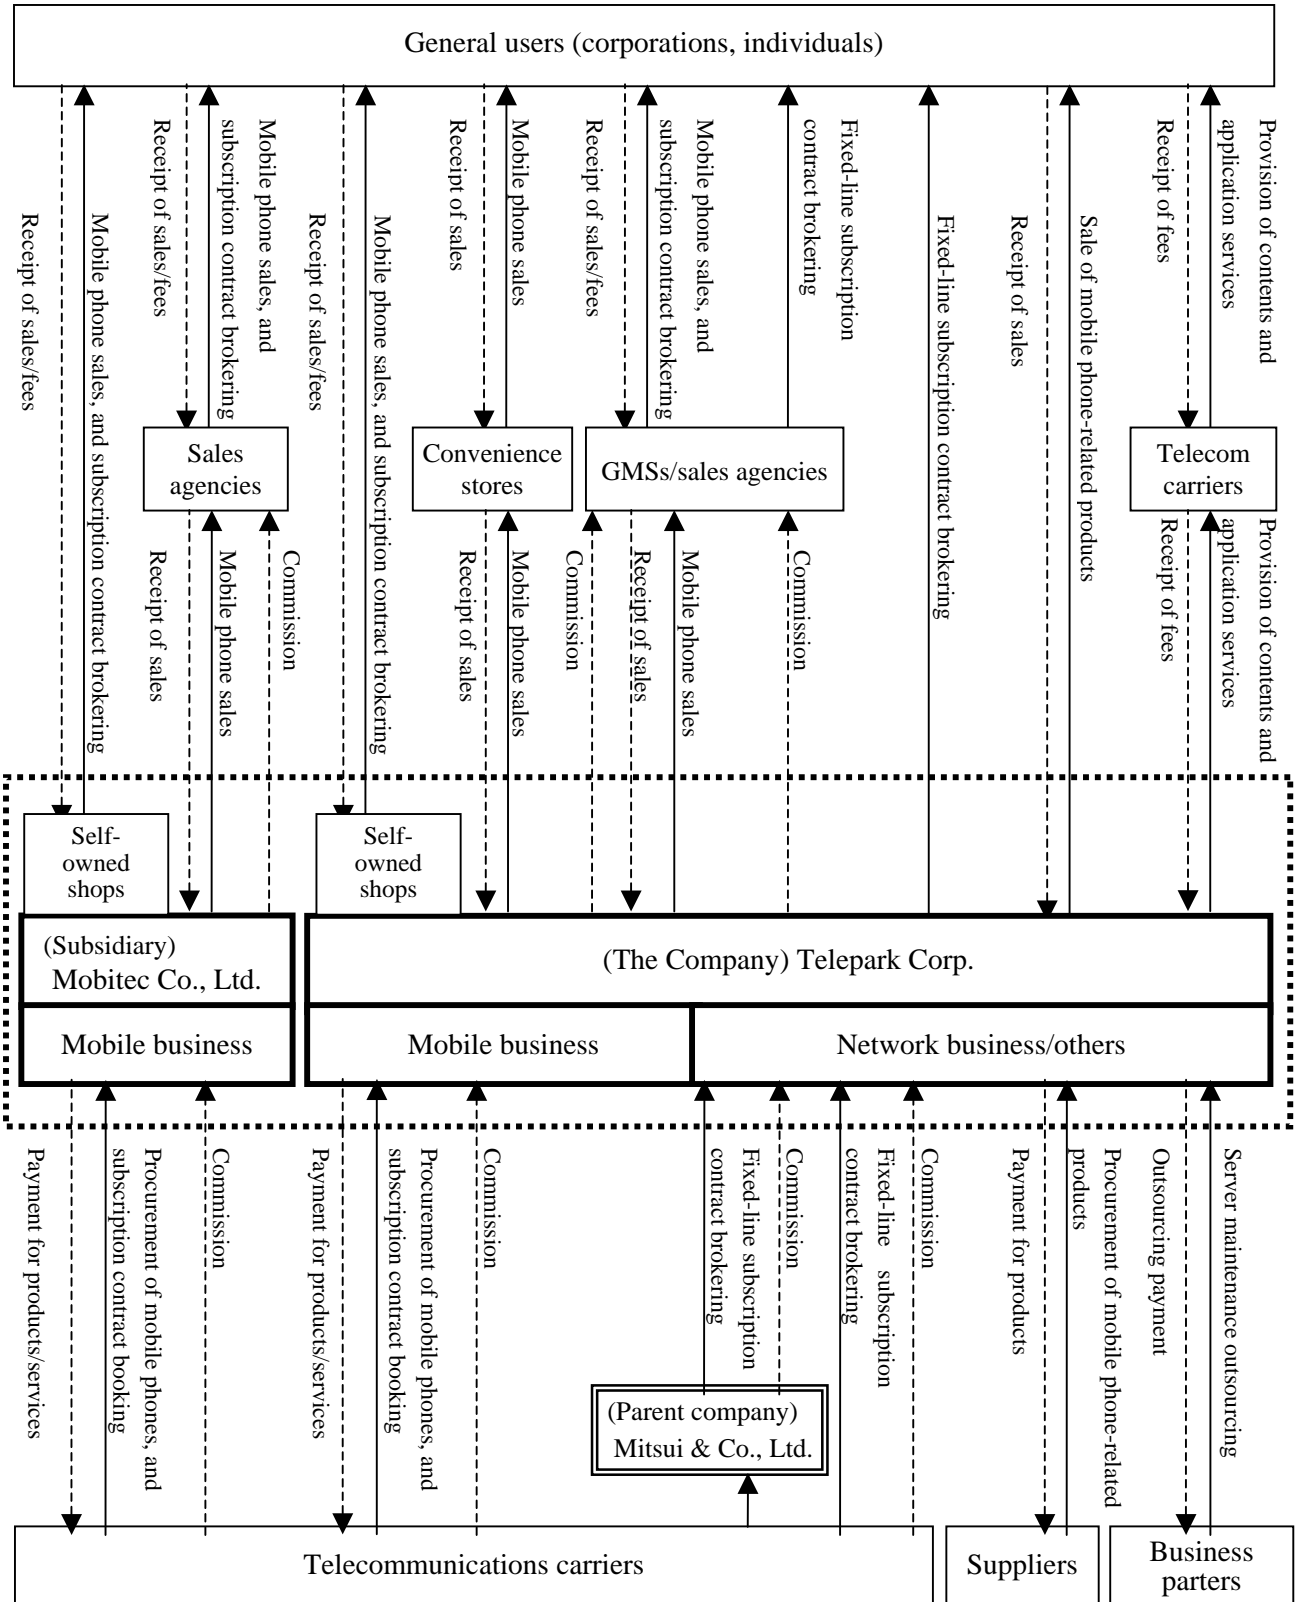 General users (corporations, individuals)
Receipt of sales/fees
Mobile phone sales, and subscription contract brokering
Receipt of sales/fees
Mobile phone sales, and
subscription contract brokering
Receipt of sales/fees
Mobile phone sales, and subscription contract brokering
Receipt of sales
Mobile phone sales
Receipt of sales/fees
Mobile phone sales, and
subscription contract brokering
Fixed-line subscription
contract brokering
Fixed-line subscription contract brokering
Receipt of sales
Sale of mobile phone-related products
Receipt of fees
Provision of contents and
application services
Sales
agencies
Convenience
stores
GMSs/sales agencies
Telecom
carriers
Receipt of sales
Mobile phone sales
Commission
Receipt of sales
Mobile phone sales
Commission
Receipt of sales
Mobile phone sales
Commission
Receipt of fees
Provision of contents and
application services
Self-
owned
shops
Self-
owned
shops
(Subsidiary)
Mobitec Co., Ltd.
(The Company) Telepark Corp.
Mobile business
Mobile business
Network business/others
Payment for products/services
Procurement of mobile phones, and
subscription contract booking
Commission
Payment for products/services
Procurement of mobile phones, and
subscription contract booking
Commission
Fixed-line subscription
contract brokering
Commission
Fixed-line subscription
contract brokering
Commission
Payment for products
Procurement of mobile phone-related
products
Outsourcing payment
Server maintenance outsourcing
(Parent company)
Mitsui & Co., Ltd.
Telecommunications carriers
Suppliers
Business
parters